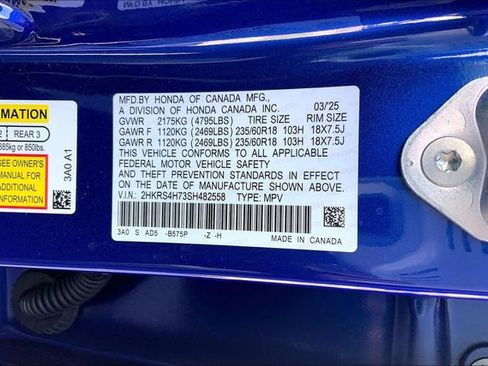 MFD.BY HONDA OF CANADA MFG.,
A DIVISION OF HONDA CANADA INC. 03/25
GVWR 2175KG (4795LBS) TIRE SIZE RIM SIZE
GAWR F 1120KG (2469LBS) 235/60R18 103H 18X7.5J
GAWR R 1120KG (2469LBS) 235/60R18 103H 18X7.5J
THIS VEHICLE CONFORMS TO ALL APPLICABLE
FEDERAL MOTOR VEHICLE SAFETY
AND THEFT PREVENTION STANDARDS IN EFFECT
ON THE DATE OF MANUFACTURE SHOWN ABOVE.
V.I.N.: 2HKRS4H73SH482558 TYPE: MPV
3A0 S AD5 -B575P -Z -H MADE IN CANADA
RMATION
2 REAR 3
385kg or 850lbs.
SEE OWNER'S
MANUAL FOR
ADDITIONAL
INFORMATION
3A0 A1